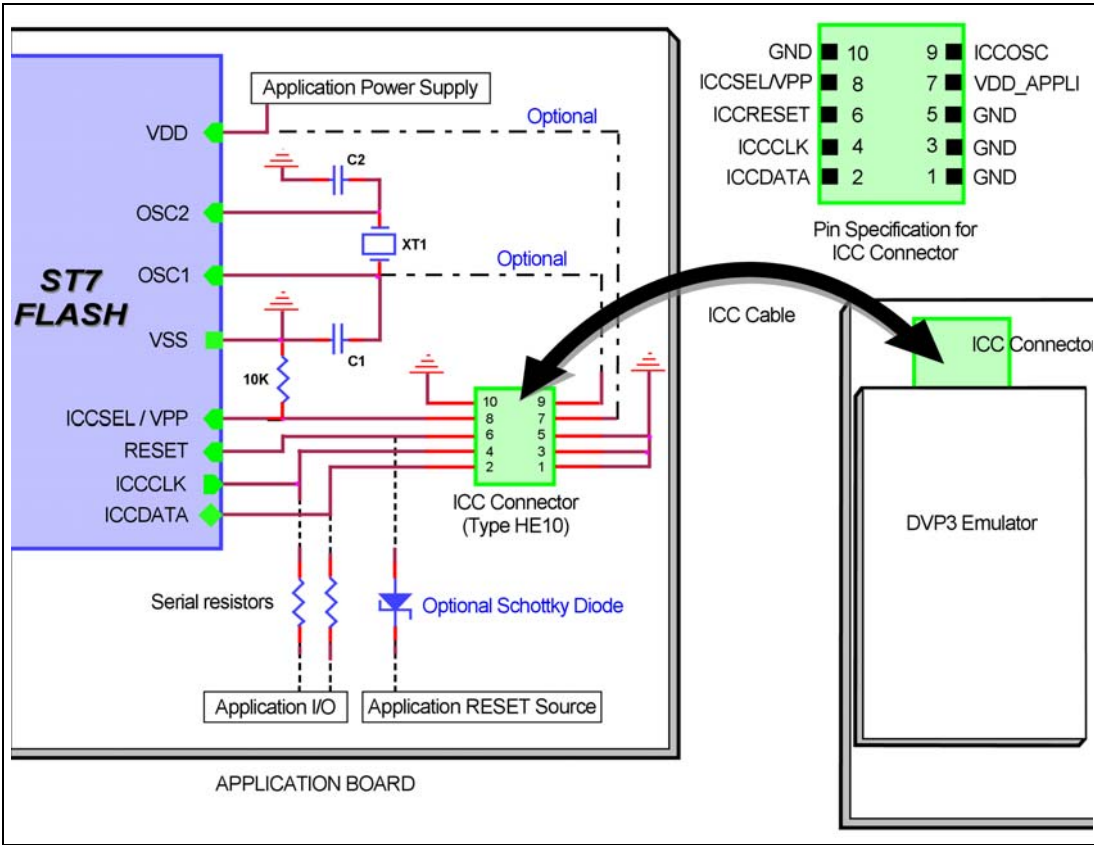 Application Power Supply
VDD
Optional
C2
OSC2
XT1
OSC1
Optional
ST7
FLASH
VSS
C1
10K
ICCSEL / VPP
RESET
ICCCLK
ICCDATA
10 9
8 7
6 5
4 3
2 1
ICC Connector
(Type HE10)
Serial resistors
Optional Schottky Diode
Application I/O
Application RESET Source
APPLICATION BOARD
GND 10 9 ICCOSC
ICCSEL/VPP 8 7 VDD_APPLI
ICCRESET 6 5 GND
ICCCLK 4 3 GND
ICCDATA 2 1 GND
Pin Specification for
ICC Connector
ICC Cable
ICC Connector
DVP3 Emulator